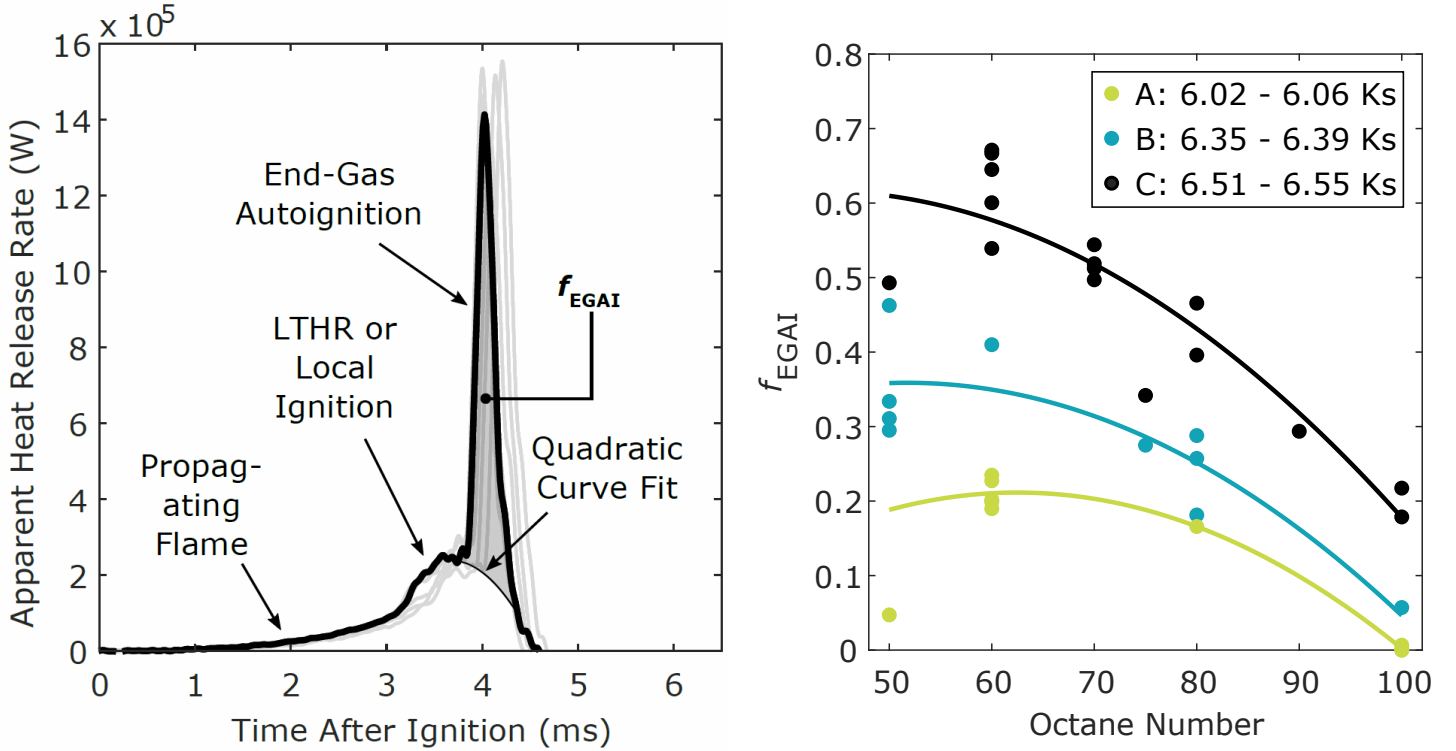 x 10⁵
16
14
12
10
8
6
4
2
0
Apparent Heat Release Rate (W)
End-Gas
Autoignition
f EGAI
LTHR or
Local
Ignition
Quadratic
Curve Fit
Propag-
ating
Flame
0 1 2 3 4 5 6
Time After Ignition (ms)
0.8
0.7
0.6
0.5
0.4
0.3
0.2
0.1
0
f EGAI
A: 6.02 - 6.06 Ks
B: 6.35 - 6.39 Ks
C: 6.51 - 6.55 Ks
50 60 70 80 90 100
Octane Number